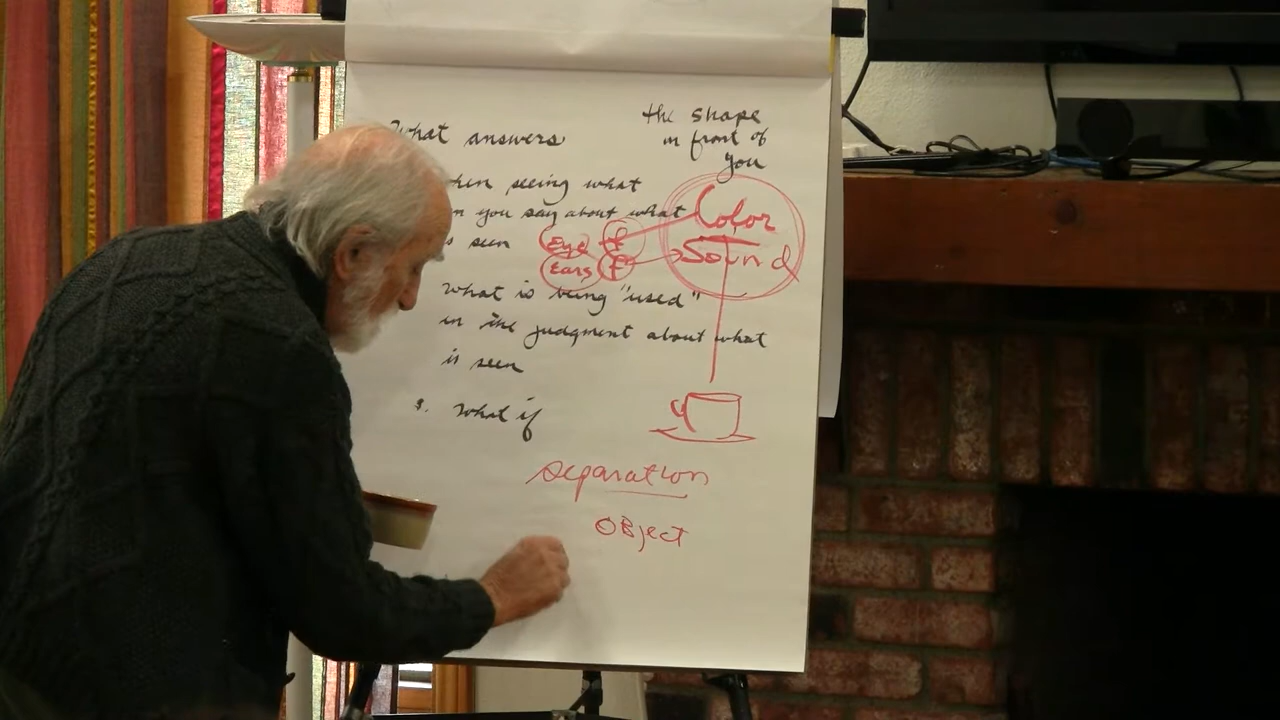 What answers
the shape
in front of
you
when seeing what
you say about what
is seen
Color
Sound
Eye
Ears
What is being "used"
in the judgment about what
is seen
3. What if
separation
OBject